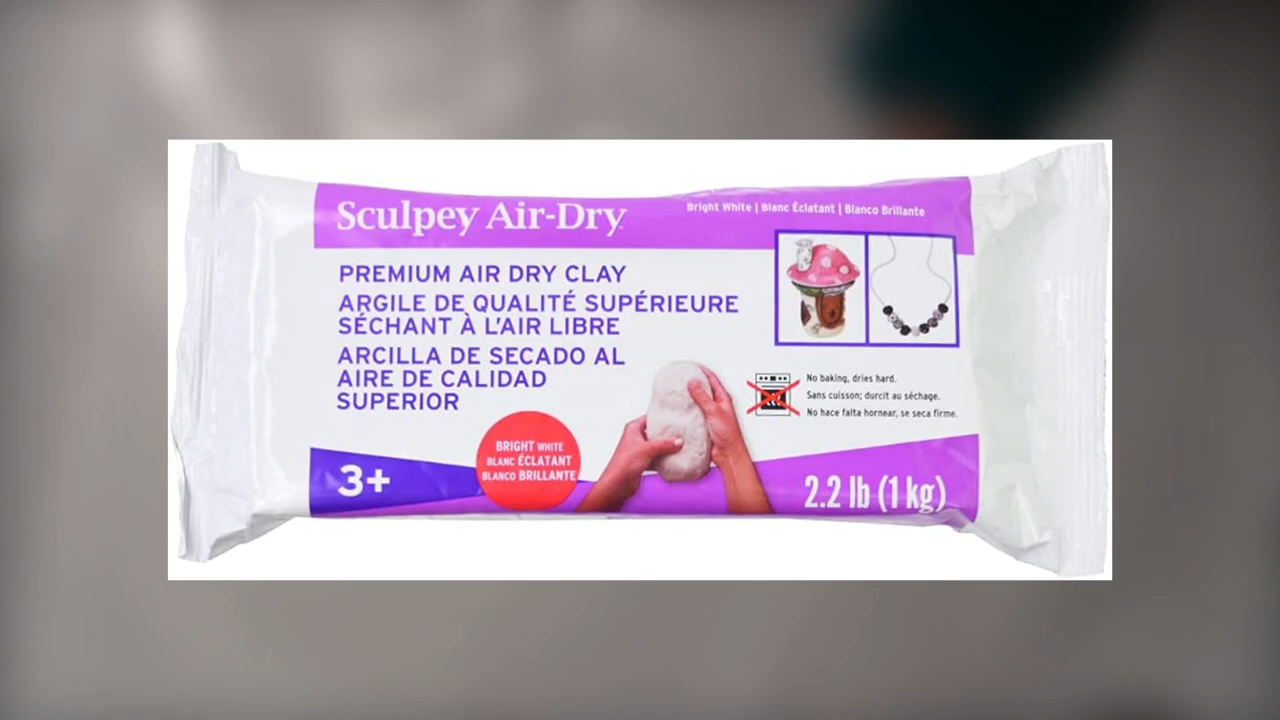 Sculpey Air-Dry
Bright White | Blanc Éclatant | Blanco Brillante
PREMIUM AIR DRY CLAY
ARGILE DE QUALITÉ SUPÉRIEURE
SÉCHANT À L'AIR LIBRE
ARCILLA DE SECADO AL
AIRE DE CALIDAD
SUPERIOR
No baking, dries hard.
Sans cuisson; durcit au séchage.
No hace falta hornear, se seca firme.
BRIGHT WHITE
BLANC ÉCLATANT
BLANCO BRILLANTE
3+
2.2 lb (1 kg)